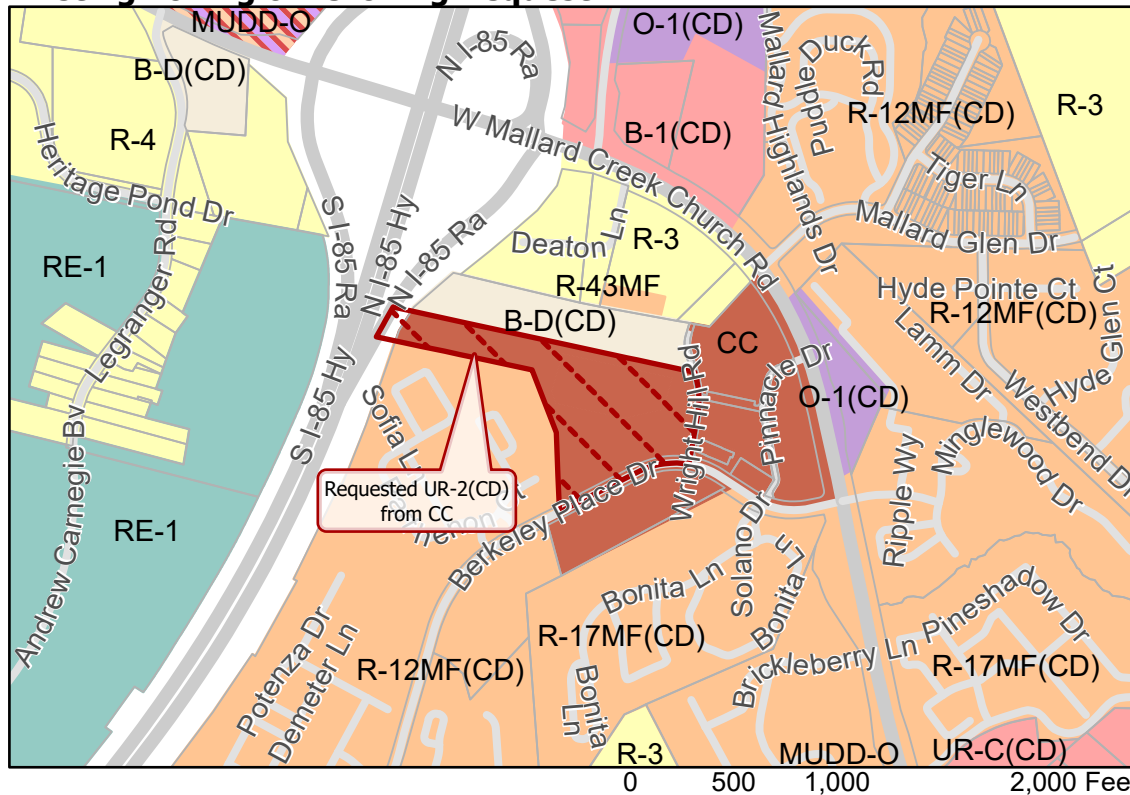 MUDD-O
O-1(CD)
B-D(CD)
N I-85 Ra
Mallard Highlands Dr
Puddle Duck Rd
R-12MF(CD)
R-3
R-4
W Mallard Creek Church Rd
B-1(CD)
Heritage Pond Dr
Tiger Ln
S I-85 Ra
N I-85 Hy
N I-85 Ra
Deaton Ln
R-3
Mallard Glen Dr
RE-1
Legranger Rd
R-43MF
Hyde Pointe Ct
R-12MF(CD)
Hyde Glen Ct
B-D(CD)
CC
Lamm Dr
S I-85 Hy
Wright Hill Rd
Pinnacle Dr
O-1(CD)
Westbend Dr
Sofia Ln
Andrew Carnegie Bv
Minglewood Dr
Ripple Wy
Requested UR-2(CD)
from CC
RE-1
Berkeley Place Dr
Solano Dr
Bonita Ln
Bonita Ln
Pineshadow Dr
R-17MF(CD)
Brickleberry Ln
R-17MF(CD)
Potenza Dr
Demeter Ln
R-12MF(CD)
Bonita Ln
R-3
MUDD-O
UR-C(CD)
0 500 1,000 2,000 Fee